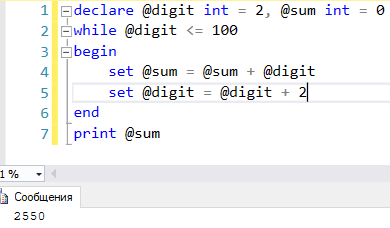 1 declare @digit int = 2, @sum int = 0
2 while @digit <= 100
3 begin
4 set @sum = @sum + @digit
5 set @digit = @digit + 2
6 end
7 print @sum
1 %
Сообщения
2550